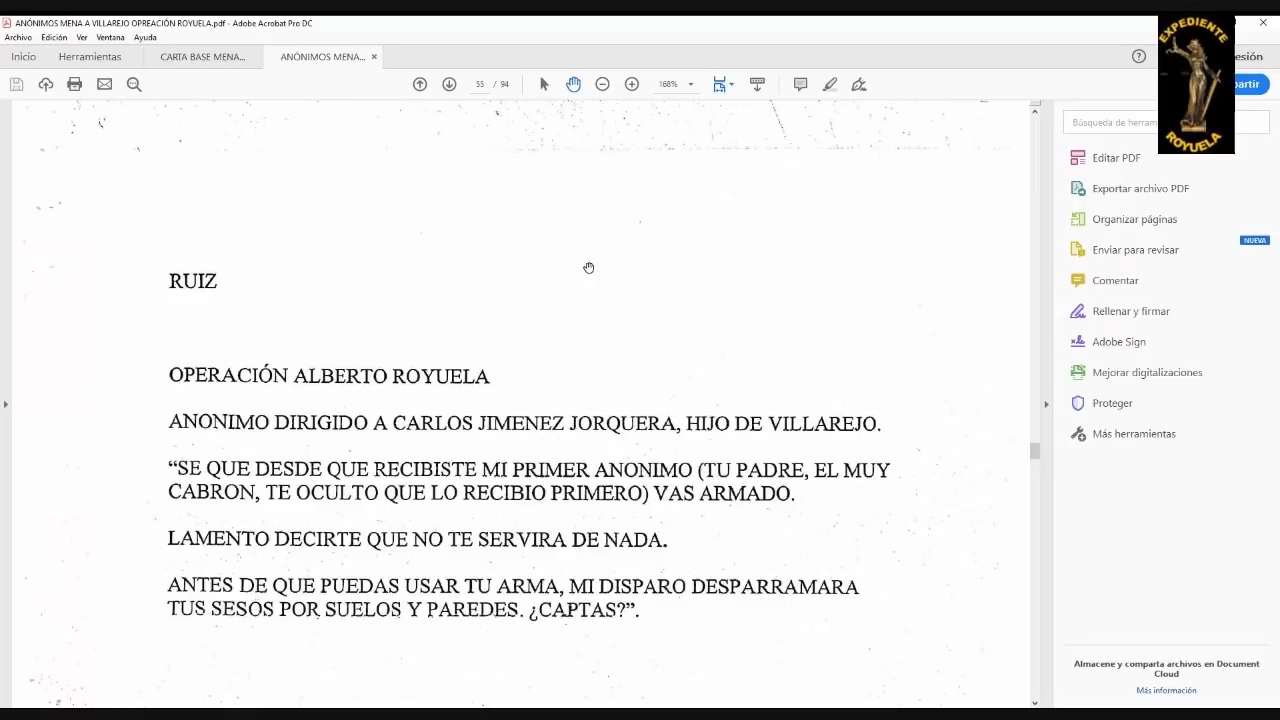 ANÓNIMOS MENA A VILLAREJO OPREACIÓN ROYUELA.pdf - Adobe Acrobat Pro DC
Archivo Edición Ver Ventana Ayuda
Inicio Herramientas CARTA BASE MENA... ANÓNIMOS MENA... ×
55 / 94 168%
EXPEDIENTE
ROYUELA
RUIZ
OPERACIÓN ALBERTO ROYUELA
ANONIMO DIRIGIDO A CARLOS JIMENEZ JORQUERA, HIJO DE VILLAREJO.
“SE QUE DESDE QUE RECIBISTE MI PRIMER ANONIMO (TU PADRE, EL MUY
CABRON, TE OCULTO QUE LO RECIBIO PRIMERO) VAS ARMADO.
LAMENTO DECIRTE QUE NO TE SERVIRA DE NADA.
ANTES DE QUE PUEDAS USAR TU ARMA, MI DISPARO DESPARRAMARA
TUS SESOS POR SUELOS Y PAREDES. ¿CAPTAS?”.
Búsqueda de herram
Editar PDF
Exportar archivo PDF
Organizar páginas
Enviar para revisar
NUEVA
Comentar
Rellenar y firmar
Adobe Sign
Mejorar digitalizaciones
Proteger
Más herramientas
Almacene y comparta archivos en Document
Cloud
Más información